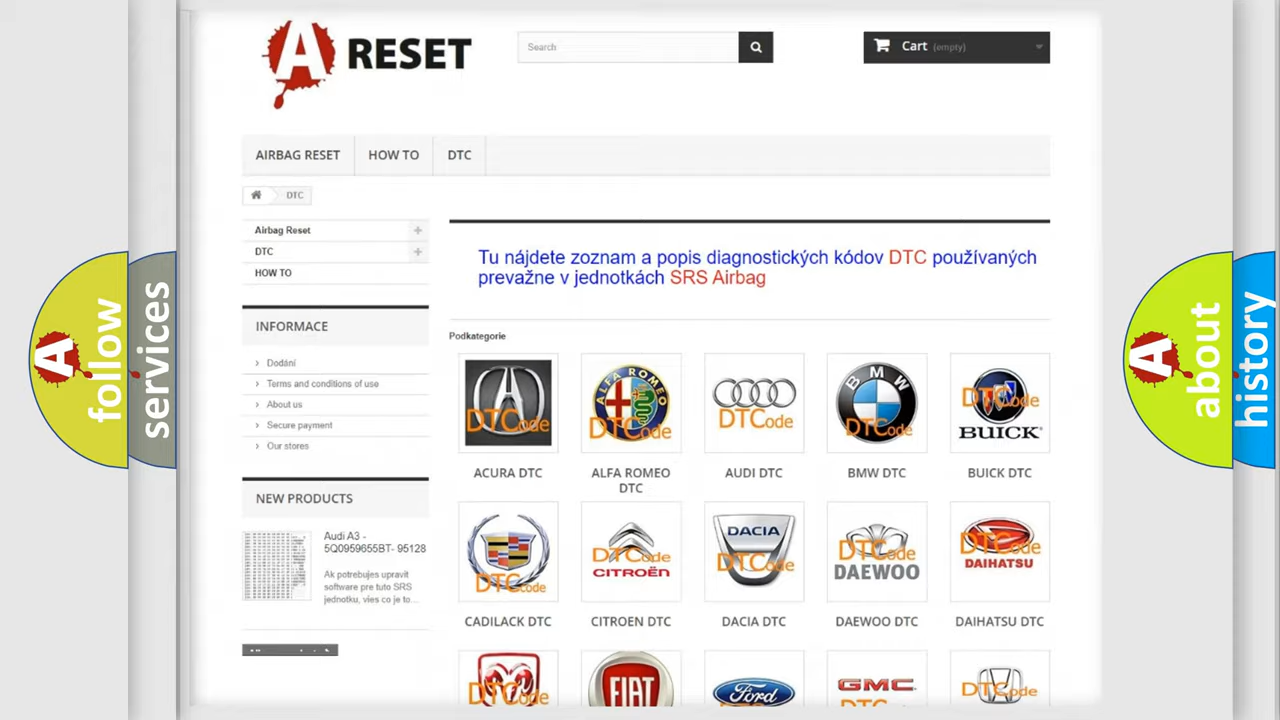 A RESET
Search
Cart (empty)
AIRBAG RESET
HOW TO
DTC
DTC
Airbag Reset
DTC
HOW TO
Tu nájdete zoznam a popis diagnostických kódov DTC používaných
prevažne v jednotkách SRS Airbag
INFORMACE
Dodání
Terms and conditions of use
About us
Secure payment
Our stores
Podkategorie
DTCode
ALFA ROMEO
DTCode
DTCode
BMW
DTCode
DTCode
BUICK
ACURA DTC
ALFA ROMEO
DTC
AUDI DTC
BMW DTC
BUICK DTC
NEW PRODUCTS
Audi A3 -
5Q0959655BT- 95128
Ak potrebujes upravit
software pre tuto SRS
jednotku, vies co je to...
DTCode
DTCode
CITROËN
DACIA
DTCode
DTCode
DAEWOO
DTCode
DAIHATSU
CADILACK DTC
CITROEN DTC
DACIA DTC
DAEWOO DTC
DAIHATSU DTC
DTCode
FIAT
Ford
GMC
DTCode
A
follow
services
A
about
history